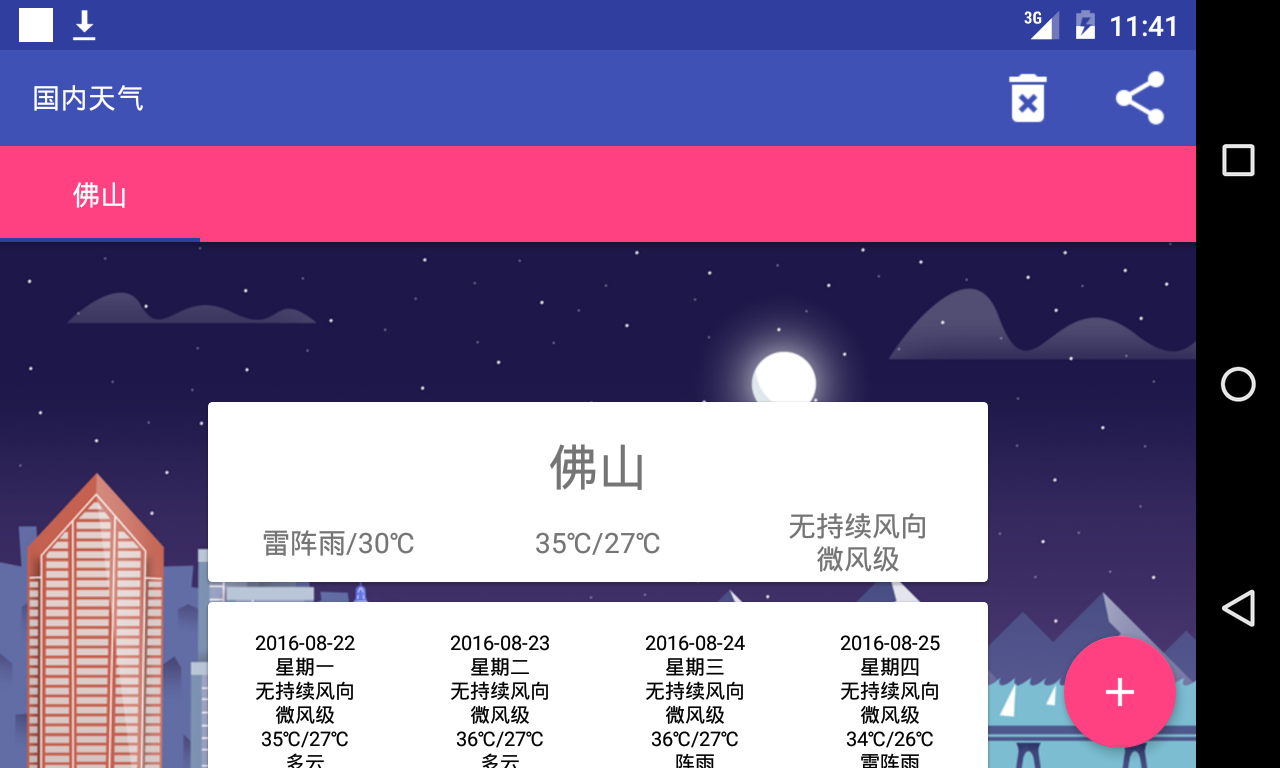 3G 11:41
国内天气
佛山
佛山
雷阵雨/30℃
35℃/27℃
无持续风向
微风级
2016-08-22
星期一
无持续风向
微风级
35℃/27℃
多云
2016-08-23
星期二
无持续风向
微风级
36℃/27℃
多云
2016-08-24
星期三
无持续风向
微风级
36℃/27℃
阵雨
2016-08-25
星期四
无持续风向
微风级
34℃/26℃
雷阵雨